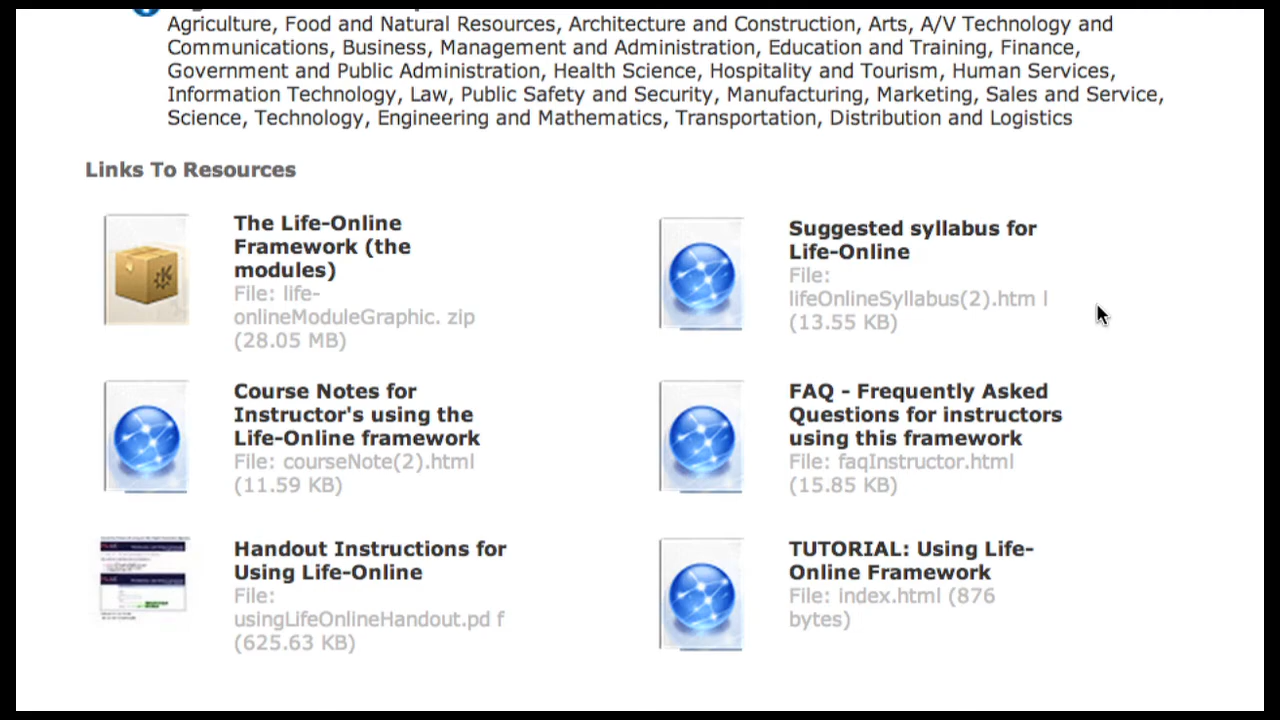 Agriculture, Food and Natural Resources, Architecture and Construction, Arts, A/V Technology and
Communications, Business, Management and Administration, Education and Training, Finance,
Government and Public Administration, Health Science, Hospitality and Tourism, Human Services,
Information Technology, Law, Public Safety and Security, Manufacturing, Marketing, Sales and Service,
Science, Technology, Engineering and Mathematics, Transportation, Distribution and Logistics
Links To Resources
The Life-Online
Framework (the
modules)
File: life-
onlineModuleGraphic. zip
(28.05 MB)
Suggested syllabus for
Life-Online
File:
lifeOnlineSyllabus(2).htm l
(13.55 KB)
Course Notes for
Instructor's using the
Life-Online framework
File: courseNote(2).html
(11.59 KB)
FAQ - Frequently Asked
Questions for instructors
using this framework
File: faqInstructor.html
(15.85 KB)
Handout Instructions for
Using Life-Online
File:
usingLifeOnlineHandout.pd f
(625.63 KB)
TUTORIAL: Using Life-
Online Framework
File: index.html (876
bytes)